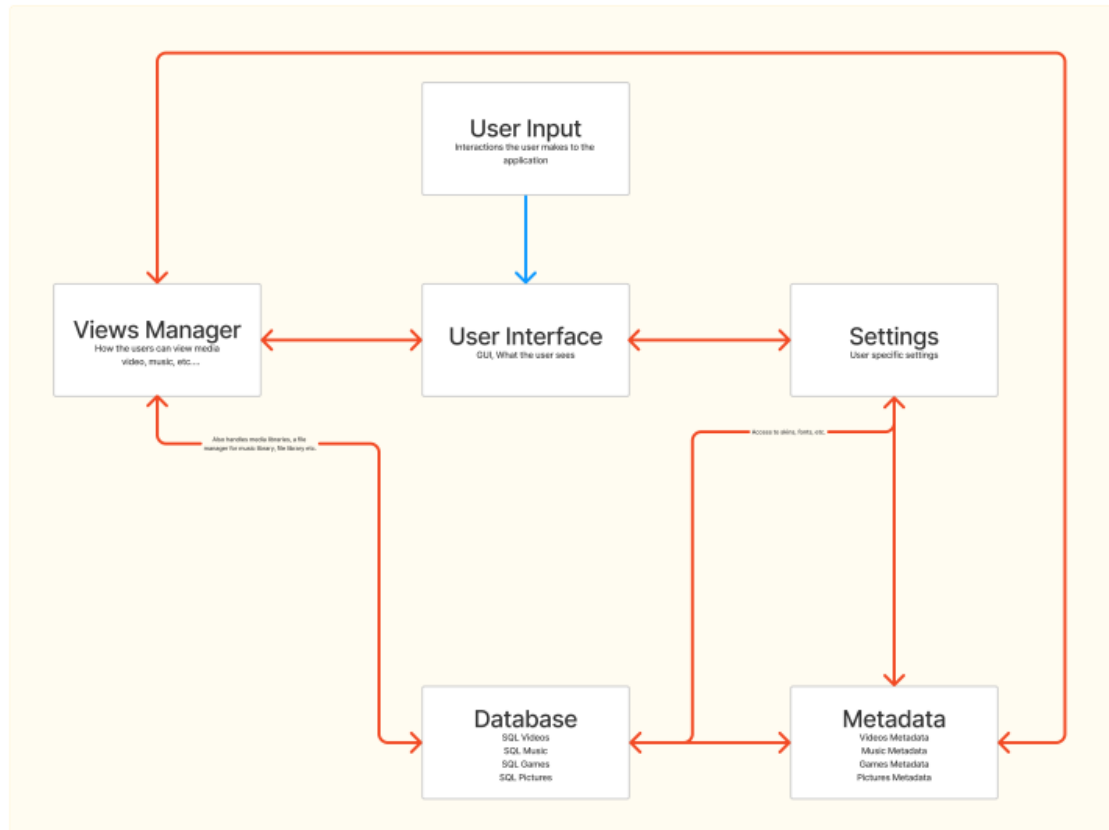 User Input
Interactions the user makes to the
application
Views Manager
How the users can view media
video, music, etc....
User Interface
GUI, What the user sees
Settings
User specific settings
Also handles media libraries, a file
manager for music library, file library etc.
Access to skins, fonts, etc.
Database
SQL Videos
SQL Music
SQL Games
SQL Pictures
Metadata
Videos Metadata
Music Metadata
Games Metadata
Pictures Metadata